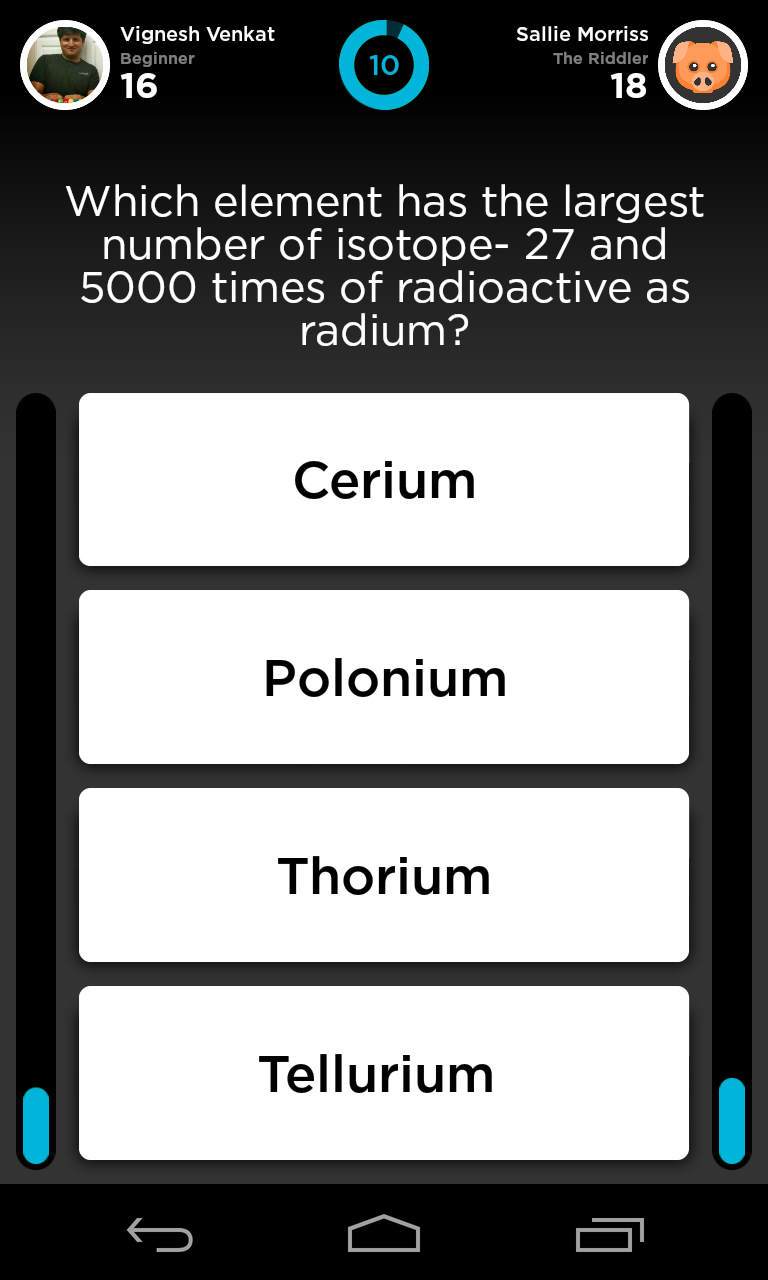 Vignesh Venkat
Beginner
16
10
Sallie Morriss
The Riddler
18
Which element has the largest
number of isotope- 27 and
5000 times of radioactive as
radium?
Cerium
Polonium
Thorium
Tellurium